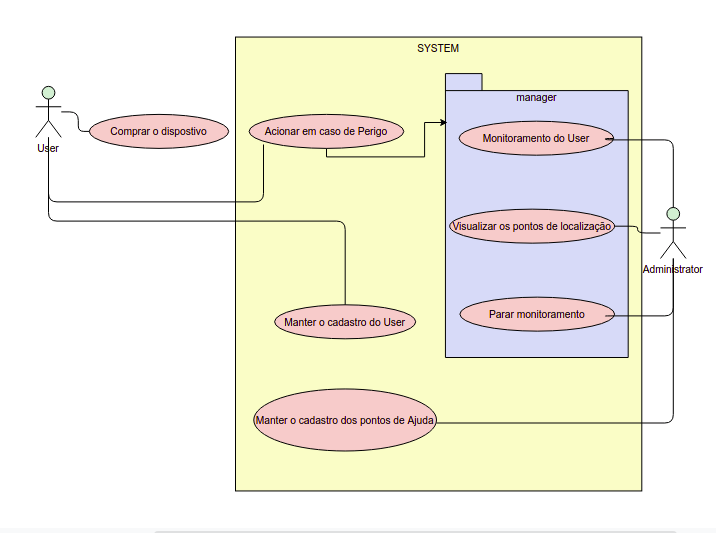 SYSTEM
manager
Comprar o dispostivo
Acionar em caso de Perigo
Monitoramento do User
User
Visualizar os pontos de localização
Administrator
Manter o cadastro do User
Parar monitoramento
Manter o cadastro dos pontos de Ajuda